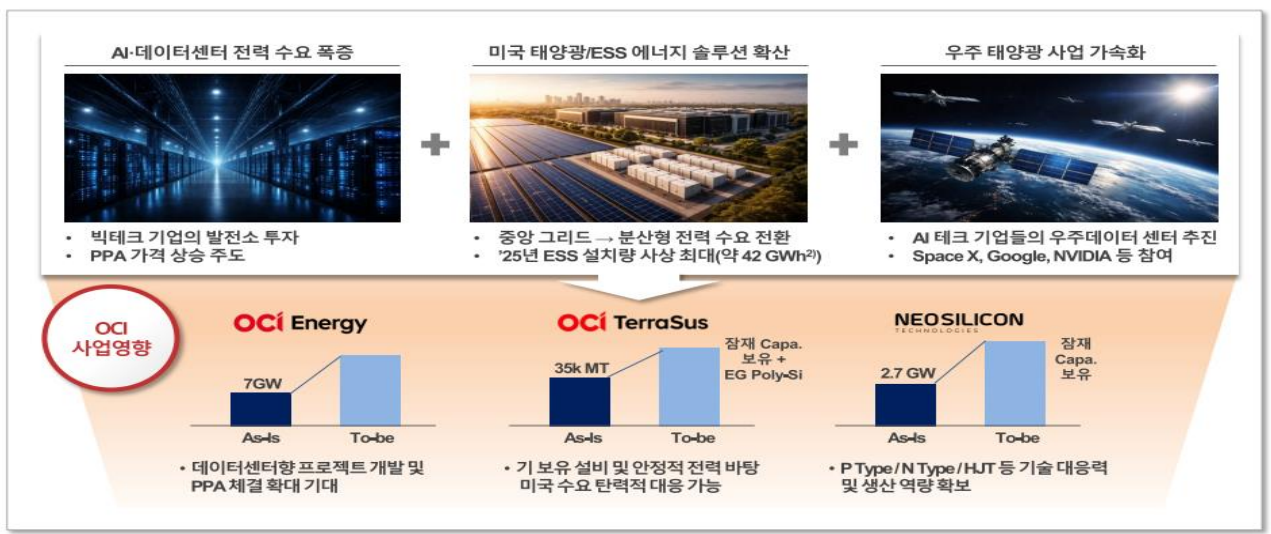 AI·데이터센터 전력 수요 폭증
• 빅테크 기업의 발전소 투자
• PPA 가격 상승 주도
+
미국 태양광/ESS 에너지 솔루션 확산
• 중앙 그리드 → 분산형 전력 수요 전환
• '25년 ESS 설치량 사상 최대(약 42 GWh²⁾)
+
우주 태양광 사업 가속화
• AI 테크 기업들의 우주데이터 센터 추진
• Space X, Google, NVIDIA 등 참여
OCI
사업영향
OCI Energy
7GW
As-Is
To-be
• 데이터센터향 프로젝트 개발 및
PPA 체결 확대 기대
OCI TerraSus
35k MT
잠재 Capa.
보유 +
EG Poly-Si
As-Is
To-be
• 기 보유 설비 및 안정적 전력 바탕
미국 수요 탄력적 대응 가능
NEOSILICON
TECHNOLOGIES
2.7 GW
잠재
Capa.
보유
As-Is
To-be
• P Type / N Type / HJT 등 기술 대응력
및 생산 역량 확보